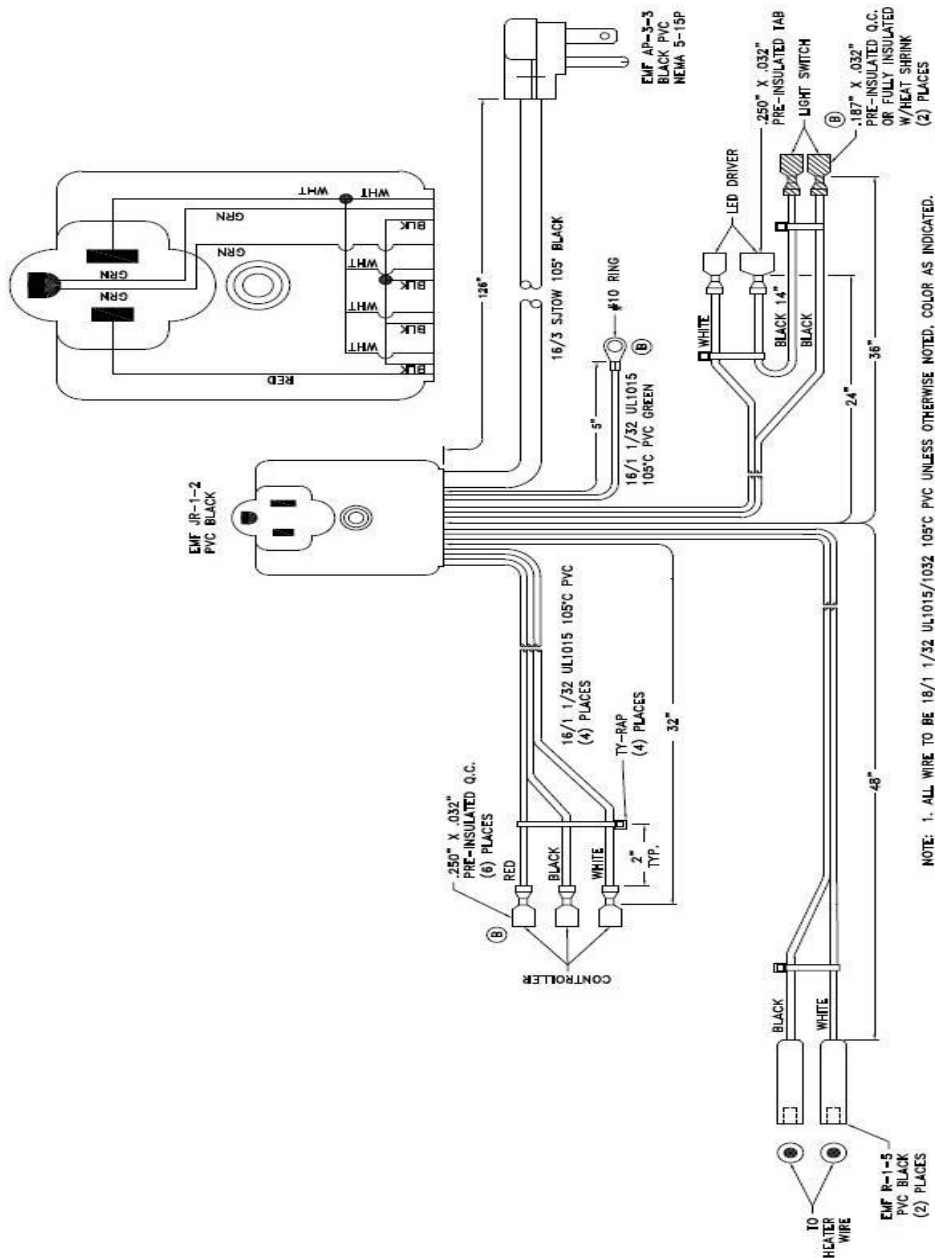 EMF AP-3-3
BLACK PVC
NEMA 5-15P
126"
16/3 SJTOW 105° BLACK
WHT
WHT
GRN
GRN
GRN
GRN
BLK
WHT
BLK
WHT
BLK
WHT
BLK
RED
EMF JR-1-2
PVC BLACK
#10 RING
B
5"
16/1 1/32 UL1015
105°C PVC GREEN
LED DRIVER
.250" X .032"
PRE-INSULATED TAB
LIGHT SWITCH
B
.187" X .032"
PRE-INSULATED Q.C.
OR FULLY INSULATED
W/HEAT SHRINK
(2) PLACES
WHITE
BLACK 14"
BLACK
24"
36"
16/1 1/32 UL1015 105°C PVC
(4) PLACES
TY-RAP
(4) PLACES
32"
.250" X .032"
PRE-INSULATED Q.C.
(6) PLACES
B
RED
BLACK
WHITE
2"
TYP.
CONTROLLER
48"
BLACK
WHITE
TO
HEATER
WIRE
EMF R-1-5
PVC BLACK
(2) PLACES
NOTE: 1. ALL WIRE TO BE 18/1 1/32 UL1015/1032 105°C PVC UNLESS OTHERWISE NOTED, COLOR AS INDICATED.